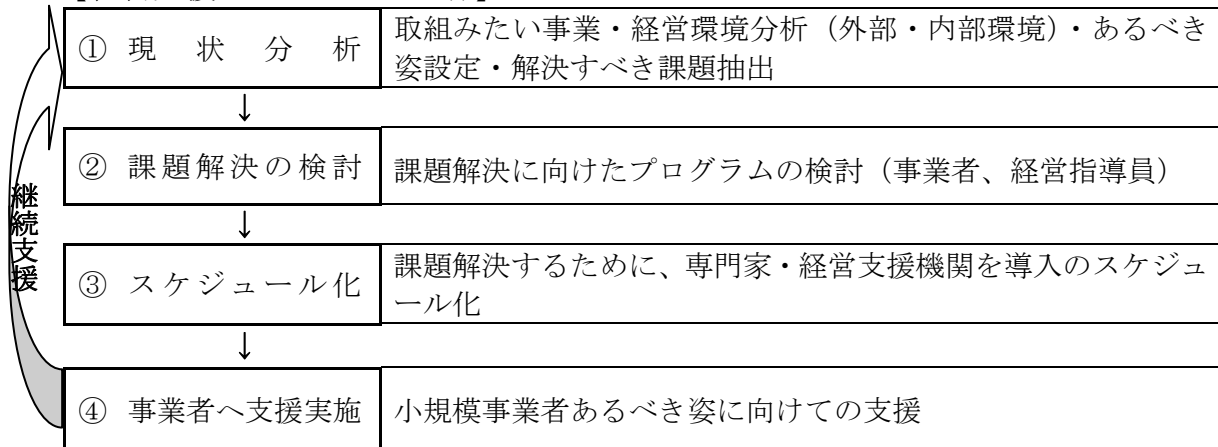 ① 現状分析
取組みたい事業・経営環境分析（外部・内部環境）・あるべき
姿設定・解決すべき課題抽出
↓
② 課題解決の検討
課題解決に向けたプログラムの検討（事業者、経営指導員）
↓
③ スケジュール化
課題解決するために、専門家・経営支援機関を導入のスケジュ
ール化
↓
④ 事業者へ支援実施
小規模事業者あるべき姿に向けての支援
継続支援